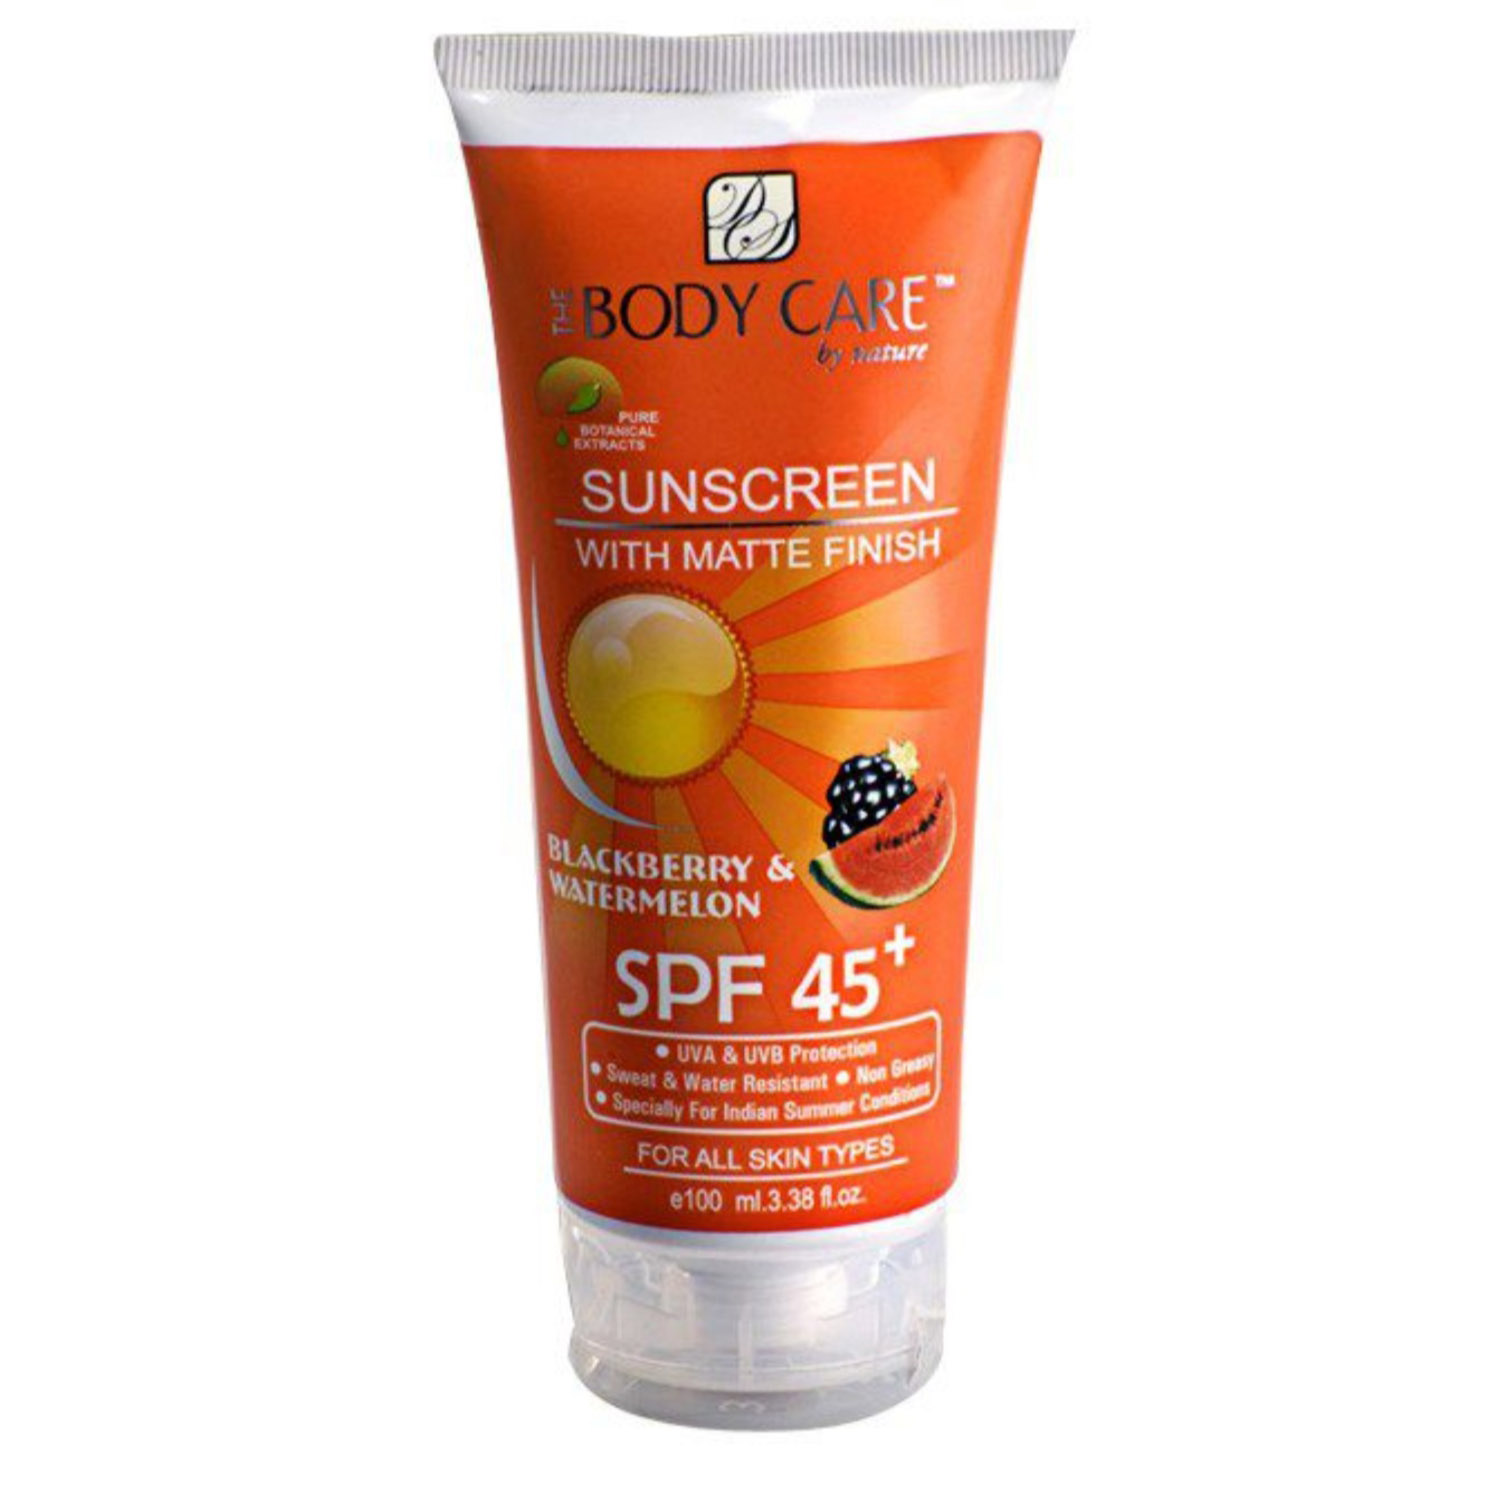 THE BODY CARE™
by nature
PURE
BOTANICAL
EXTRACTS
SUNSCREEN
WITH MATTE FINISH
BLACKBERRY &
WATERMELON
SPF 45+
• UVA & UVB Protection
• Sweat & Water Resistant • Non Greasy
• Specially For Indian Summer Conditions
FOR ALL SKIN TYPES
e100 ml.3.38 fl.oz.